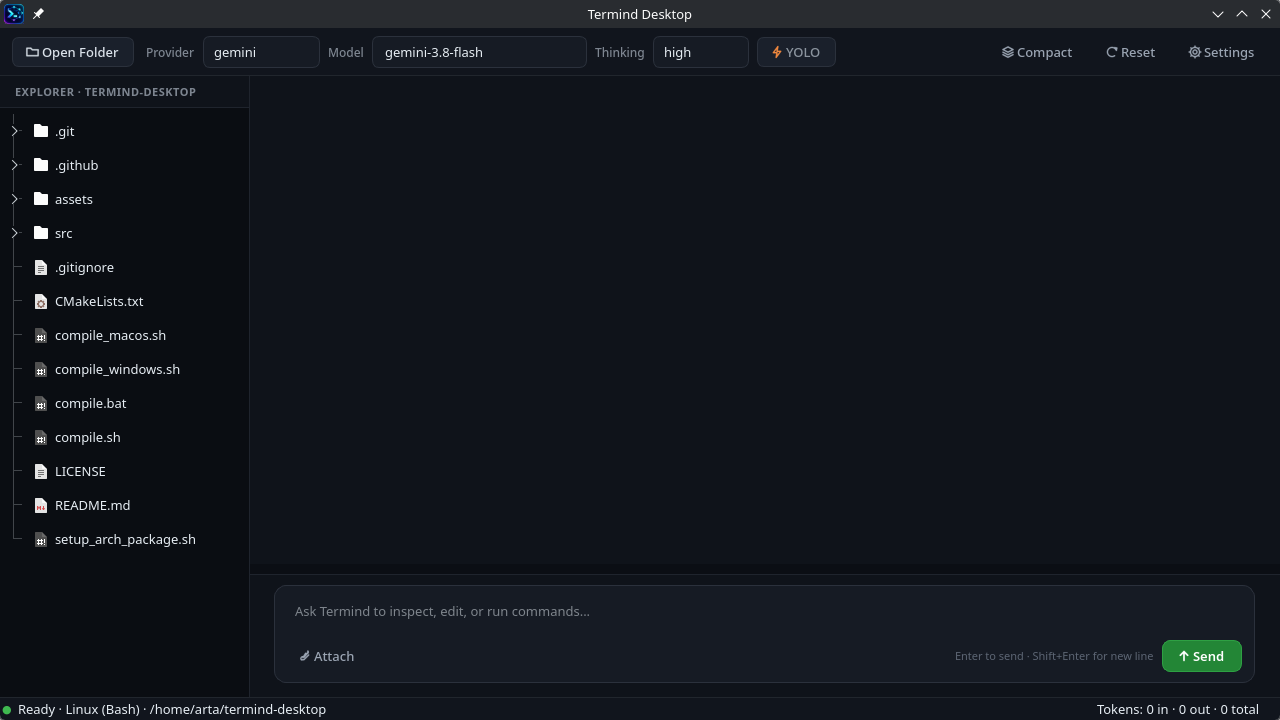 Termind Desktop
Open Folder Provider gemini Model gemini-3.8-flash Thinking high YOLO Compact Reset Settings
EXPLORER · TERMIND-DESKTOP
.git
.github
assets
src
.gitignore
CMakeLists.txt
compile_macos.sh
compile_windows.sh
compile.bat
compile.sh
LICENSE
README.md
setup_arch_package.sh
Ask Termind to inspect, edit, or run commands...
Attach Enter to send · Shift+Enter for new line Send
Ready · Linux (Bash) · /home/arta/termind-desktop Tokens: 0 in · 0 out · 0 total